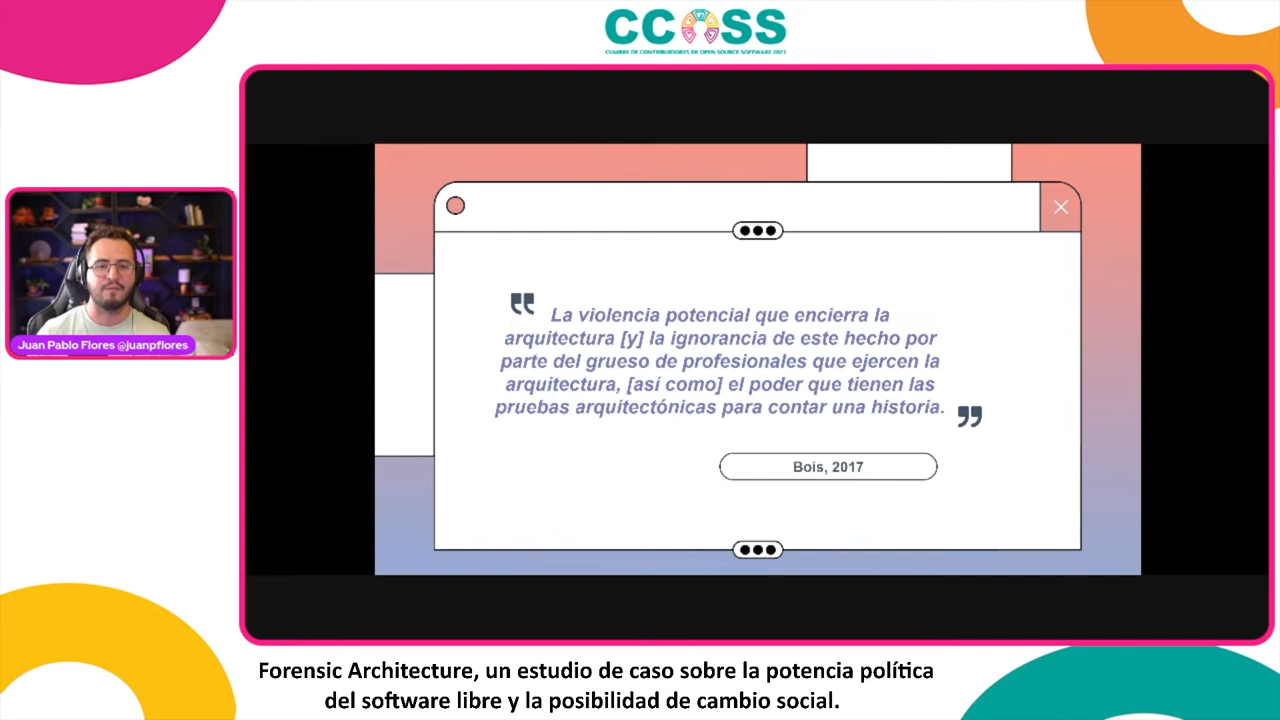 CCOSS
CUMBRE DE CONTRIBUIDORES DE OPEN SOURCE SOFTWARE 2021
Juan Pablo Flores @juanpflores
“ La violencia potencial que encierra la
arquitectura [y] la ignorancia de este hecho por
parte del grueso de profesionales que ejercen la
arquitectura, [así como] el poder que tienen las
pruebas arquitectónicas para contar una historia. ”
Bois, 2017
Forensic Architecture, un estudio de caso sobre la potencia política
del software libre y la posibilidad de cambio social.